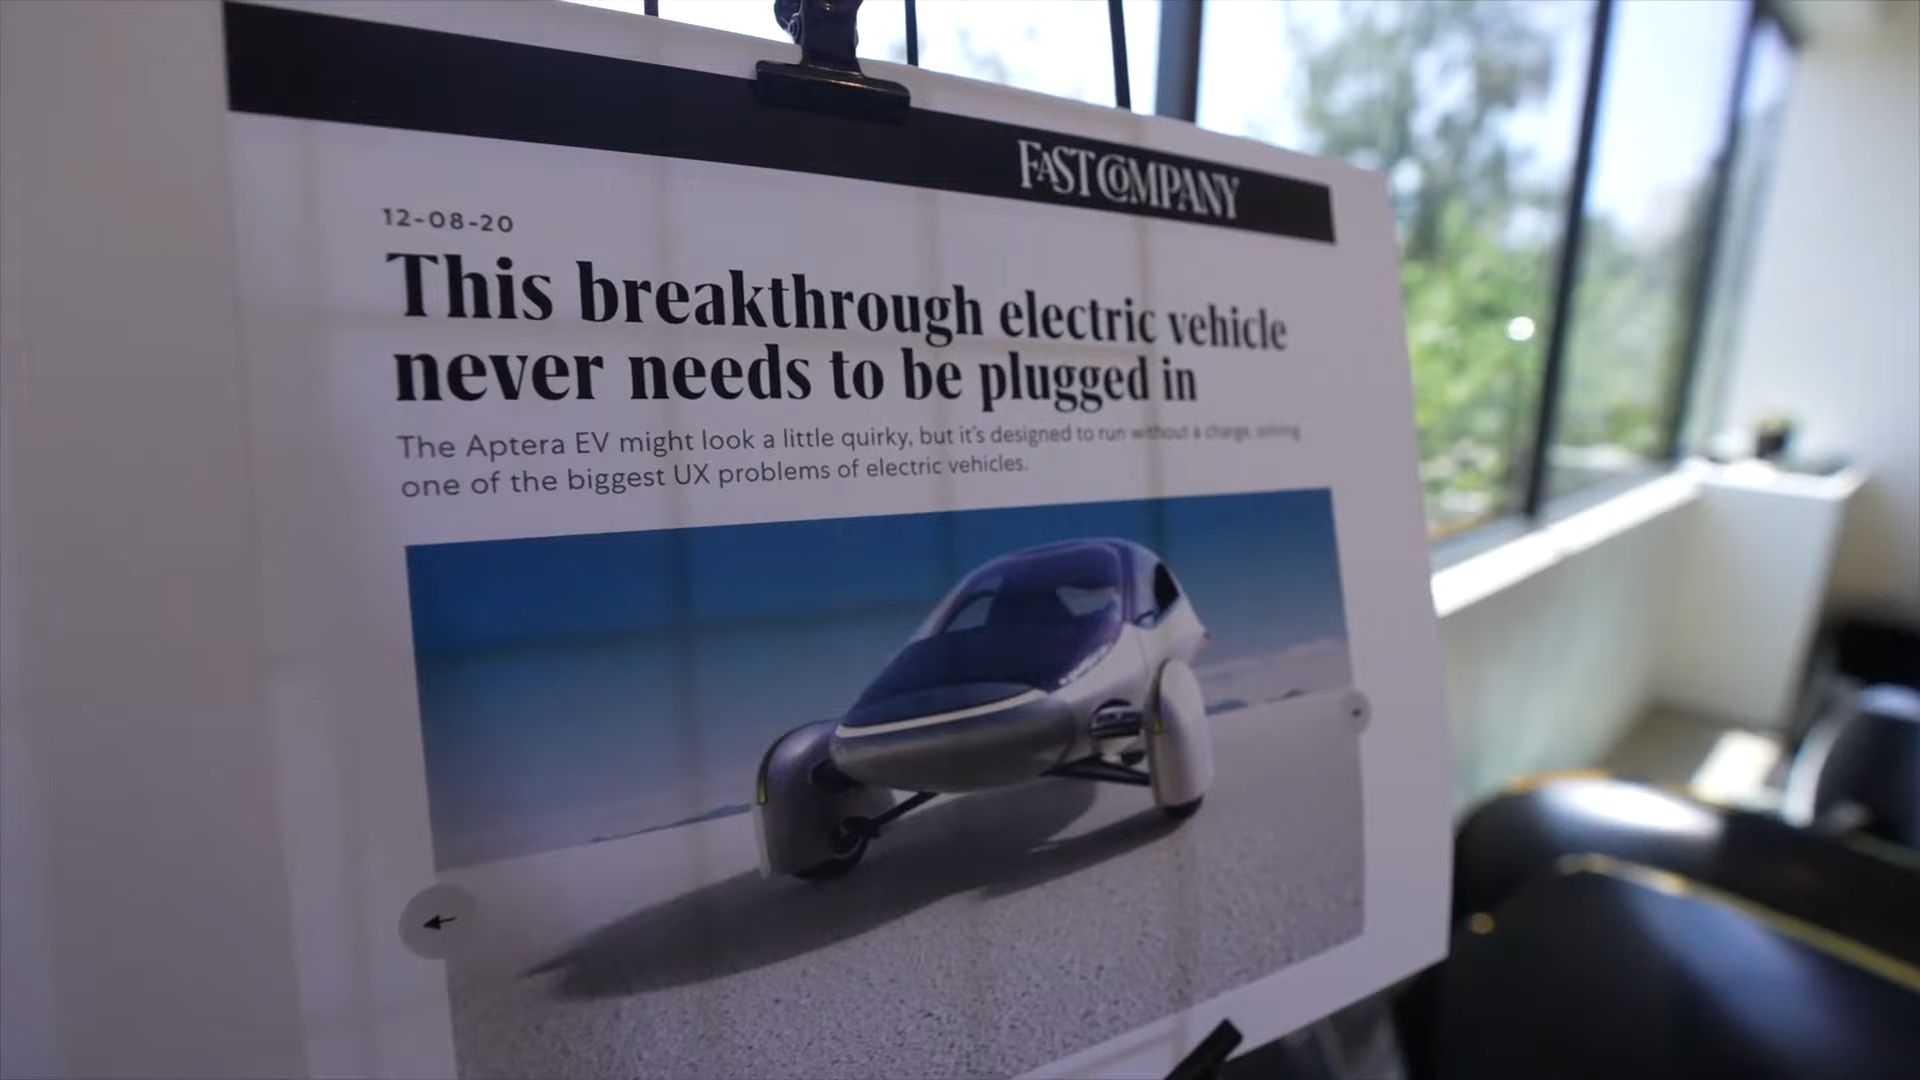 FAST COMPANY
12-08-20
This breakthrough electric vehicle
never needs to be plugged in
The Aptera EV might look a little quirky, but it's designed to run without a charge, solving
one of the biggest UX problems of electric vehicles.